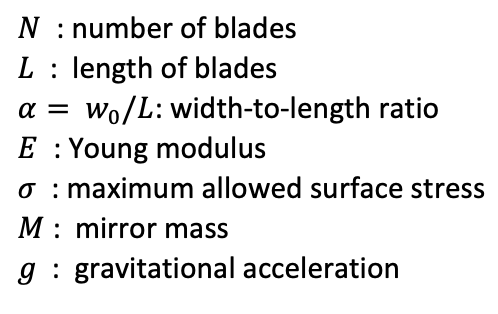 N : number of blades
L : length of blades
α = w₀/L: width-to-length ratio
E : Young modulus
σ : maximum allowed surface stress
M : mirror mass
g : gravitational acceleration